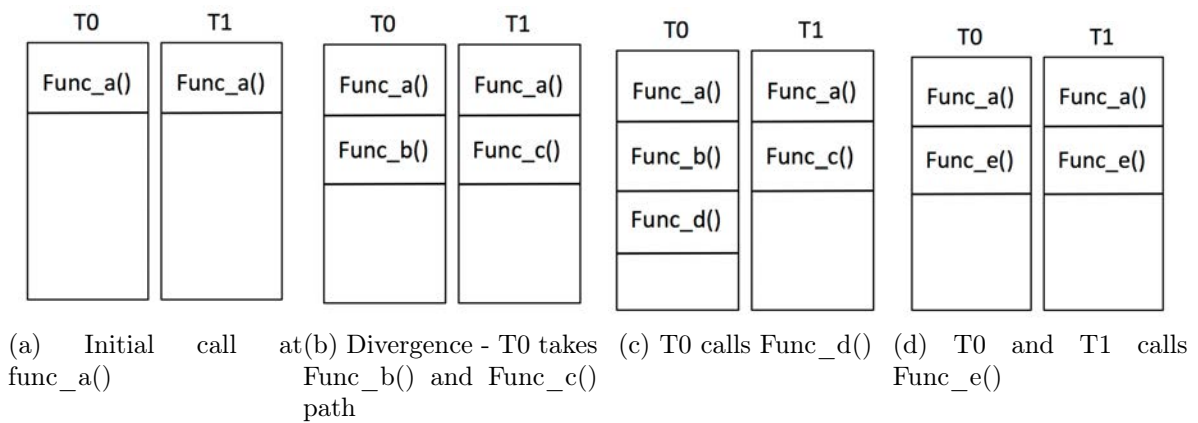 T0 T1
Func_a() Func_a()
T0 T1
Func_a() Func_a()
Func_b() Func_c()
T0 T1
Func_a() Func_a()
Func_b() Func_c()
Func_d()
T0 T1
Func_a() Func_a()
Func_e() Func_e()
(a) Initial call at
func_a()
(b) Divergence - T0 takes
Func_b() and Func_c()
path
(c) T0 calls Func_d()
(d) T0 and T1 calls
Func_e()